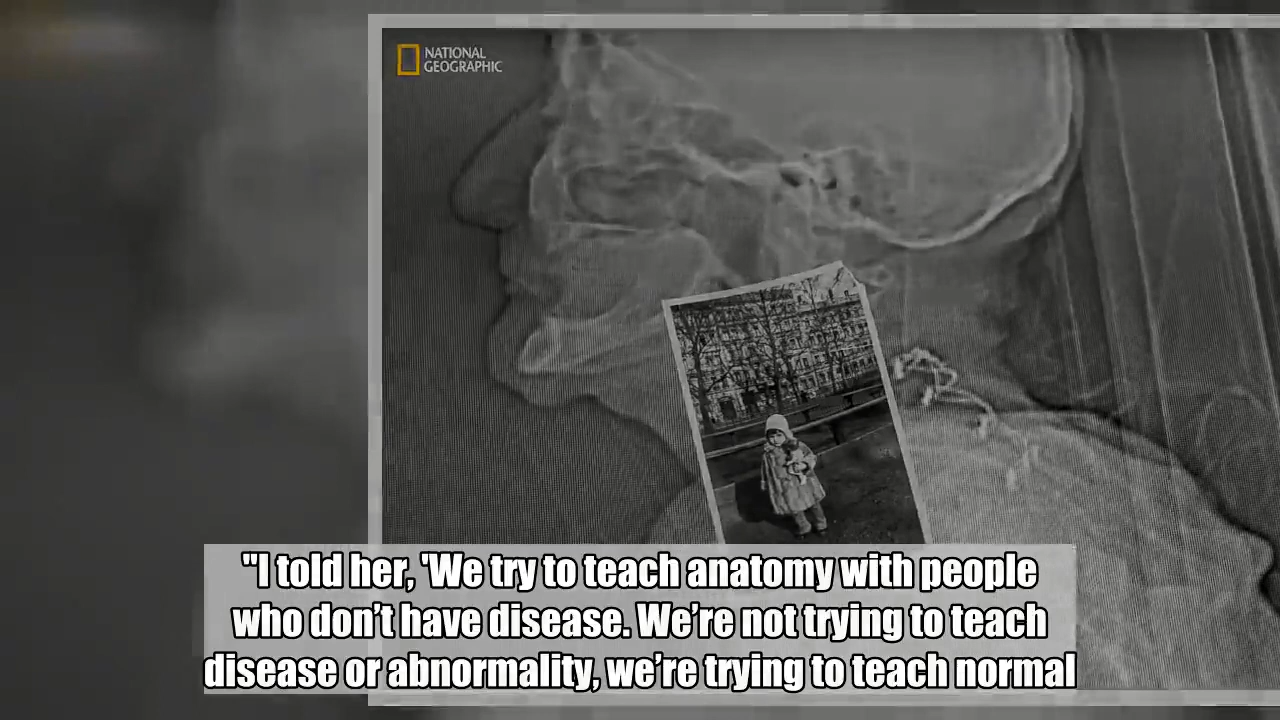 NATIONAL
GEOGRAPHIC
"I told her, 'We try to teach anatomy with people
who don’t have disease. We’re not trying to teach
disease or abnormality, we’re trying to teach normal